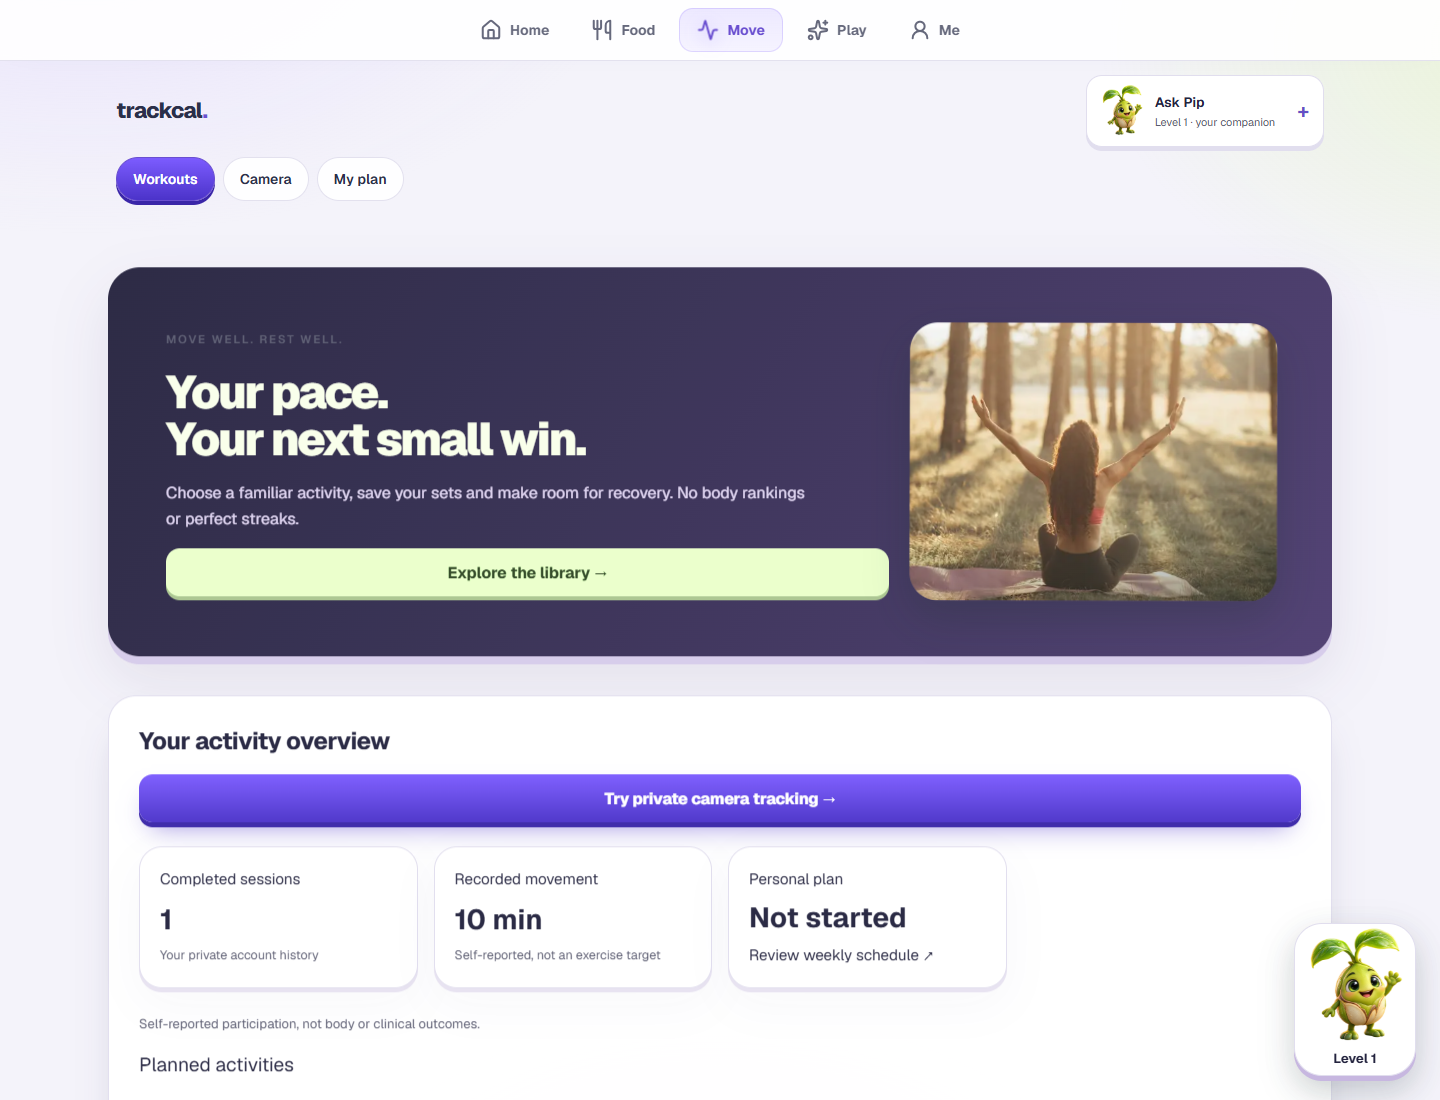 Home
Food
Move
Play
Me
trackcal.
Ask Pip
Level 1 · your companion
+
Workouts
Camera
My plan
MOVE WELL. REST WELL.
Your pace.
Your next small win.
Choose a familiar activity, save your sets and make room for recovery. No body rankings
or perfect streaks.
Explore the library →
Your activity overview
Try private camera tracking →
Completed sessions
1
Your private account history
Recorded movement
10 min
Self-reported, not an exercise target
Personal plan
Not started
Review weekly schedule ↗
Self-reported participation, not body or clinical outcomes.
Planned activities
Level 1